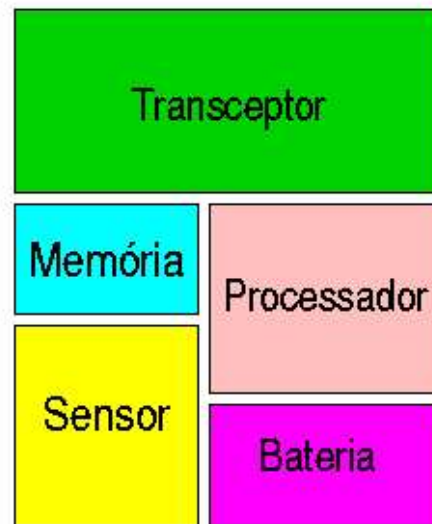 Transceptor
Memória
Processador
Sensor
Bateria